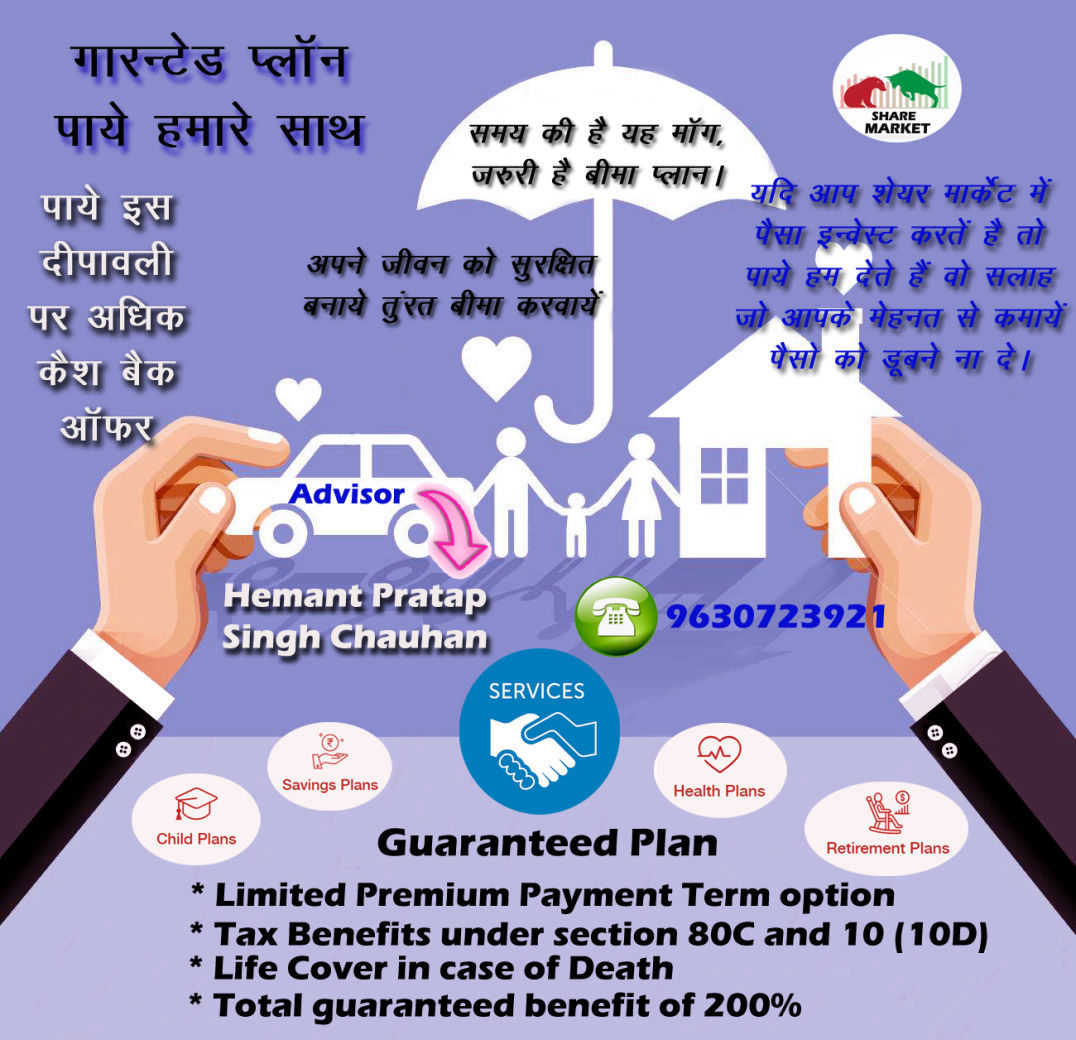 गारन्टेड प्लॉन
पाये हमारे साथ
पाये इस
दीपावली
पर अधिक
कैश बैक
ऑफर
समय की है यह मॉग,
जरुरी है बीमा प्लान।
अपने जीवन को सुरक्षित
बनाये तुंरत बीमा करवायें
SHARE
MARKET
यदि आप शेयर मार्केट में
पैसा इन्वेस्ट करतें है तो
पाये हम देते हैं वो सलाह
जो आपके मेहनत से कमायें
पैसो को डूबने ना दे।
Advisor
Hemant Pratap
Singh Chauhan
9630723921
SERVICES
Savings Plans
Health Plans
Child Plans
Retirement Plans
Guaranteed Plan
* Limited Premium Payment Term option
* Tax Benefits under section 80C and 10 (10D)
* Life Cover in case of Death
* Total guaranteed benefit of 200%